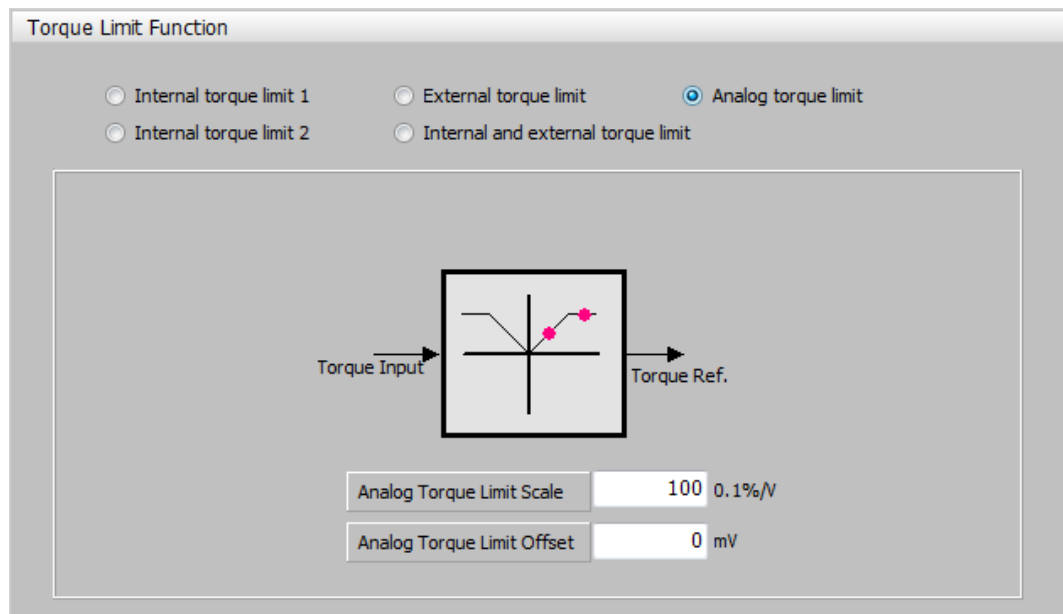 Torque Limit Function
Internal torque limit 1
External torque limit
Analog torque limit
Internal torque limit 2
Internal and external torque limit
Torque Input
Torque Ref.
Analog Torque Limit Scale 100 0.1%/V
Analog Torque Limit Offset 0 mV